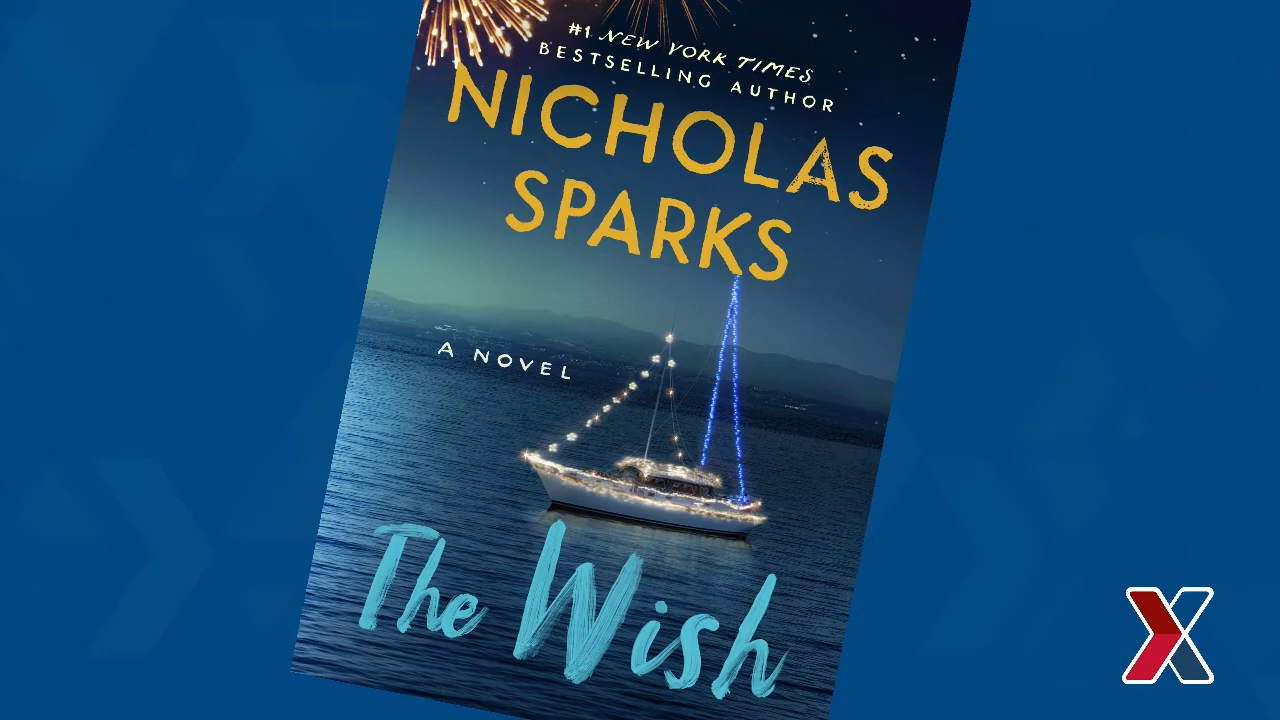 #1 NEW YORK TIMES
BESTSELLING AUTHOR
NICHOLAS
SPARKS
A NOVEL
The Wish
X